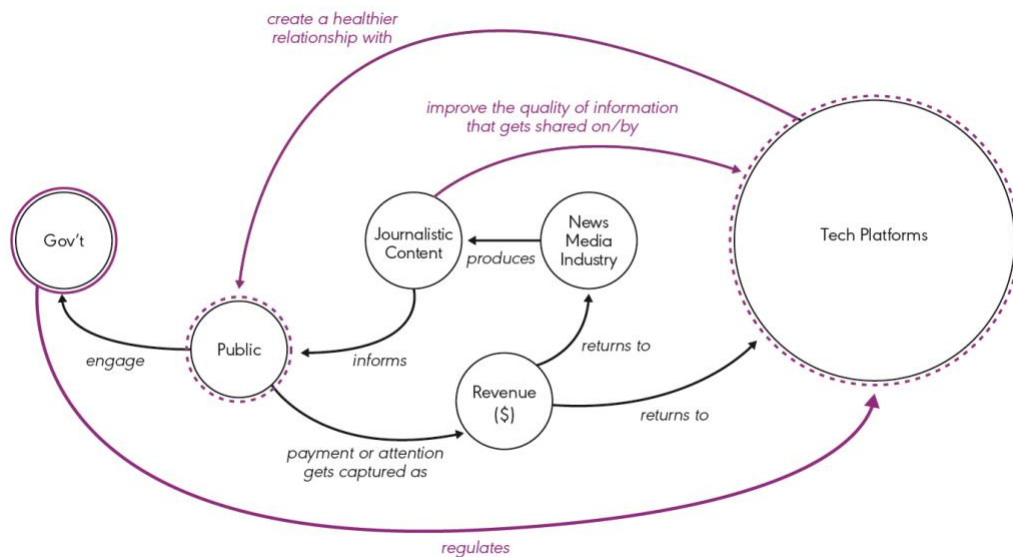 create a healthier
relationship with
improve the quality of information
that gets shared on/by
Gov't
Journalistic
Content
produces
News
Media
Industry
Tech Platforms
engage
Public
informs
returns to
Revenue
($)
returns to
payment or attention
gets captured as
regulates